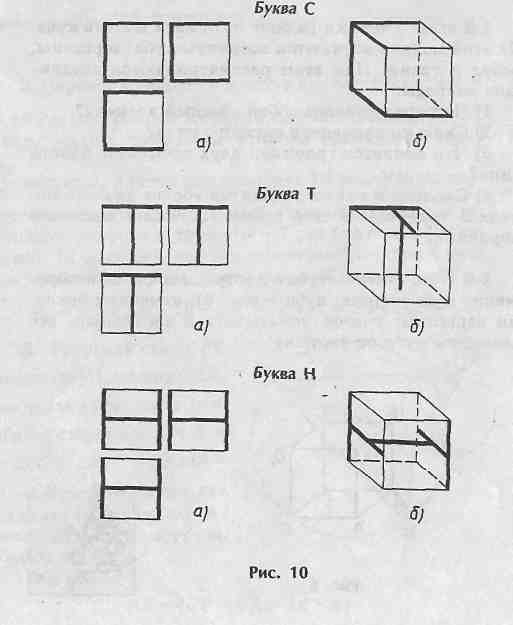 Буква С
а) б)
Буква Т
а) б)
Буква Н
а) б)
Рис. 10